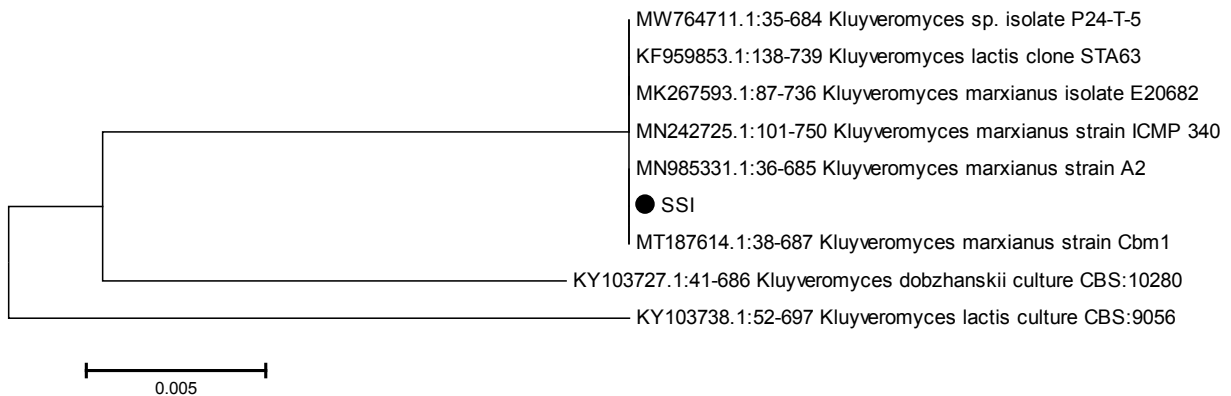 MW764711.1:35-684 Kluyveromyces sp. isolate P24-T-5
KF959853.1:138-739 Kluyveromyces lactis clone STA63
MK267593.1:87-736 Kluyveromyces marxianus isolate E20682
MN242725.1:101-750 Kluyveromyces marxianus strain ICMP 340
MN985331.1:36-685 Kluyveromyces marxianus strain A2
SSI
MT187614.1:38-687 Kluyveromyces marxianus strain Cbm1
KY103727.1:41-686 Kluyveromyces dobzhanskii culture CBS:10280
KY103738.1:52-697 Kluyveromyces lactis culture CBS:9056
0.005